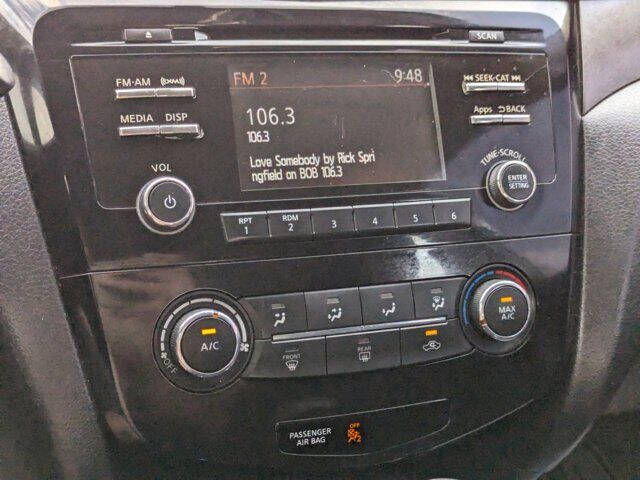 SCAN
FM·AM
MEDIA DISP
VOL
FM 2 9:48
106.3
106.3
Love Somebody by Rick Spri
ngfield on BOB 106.3
SEEK·CAT
Apps BACK
TUNE·SCROLL
ENTER
SETTING
RPT
1
RDM
2
3
4
5
6
A/C
OFF
MAX
A/C
FRONT
REAR
PASSENGER
AIR BAG
OFF